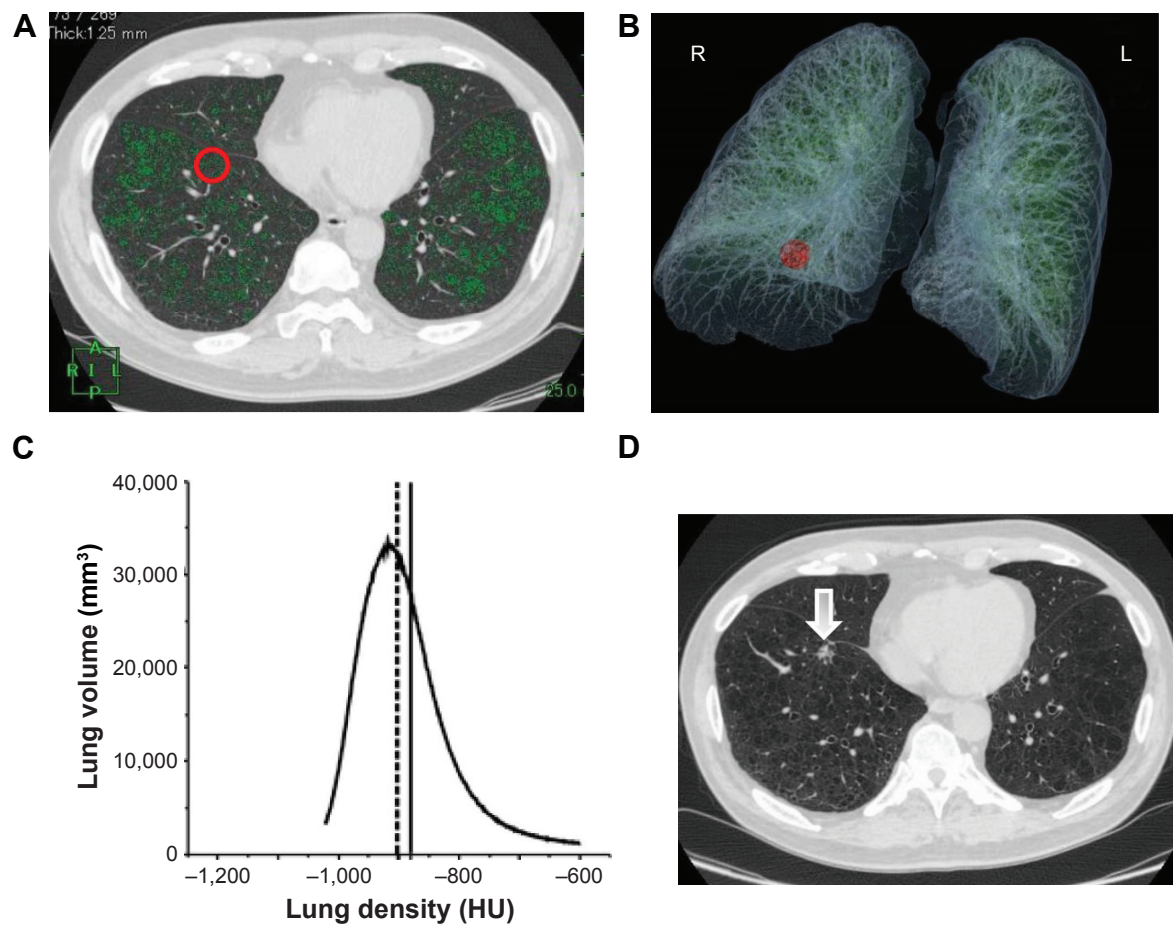 A
73 / 269
Thick:1.25 mm
A
R I L
P
25.0
B
R
L
C
40,000
30,000
20,000
10,000
0
Lung volume (mm³)
–1,200
–1,000
–800
–600
Lung density (HU)
D